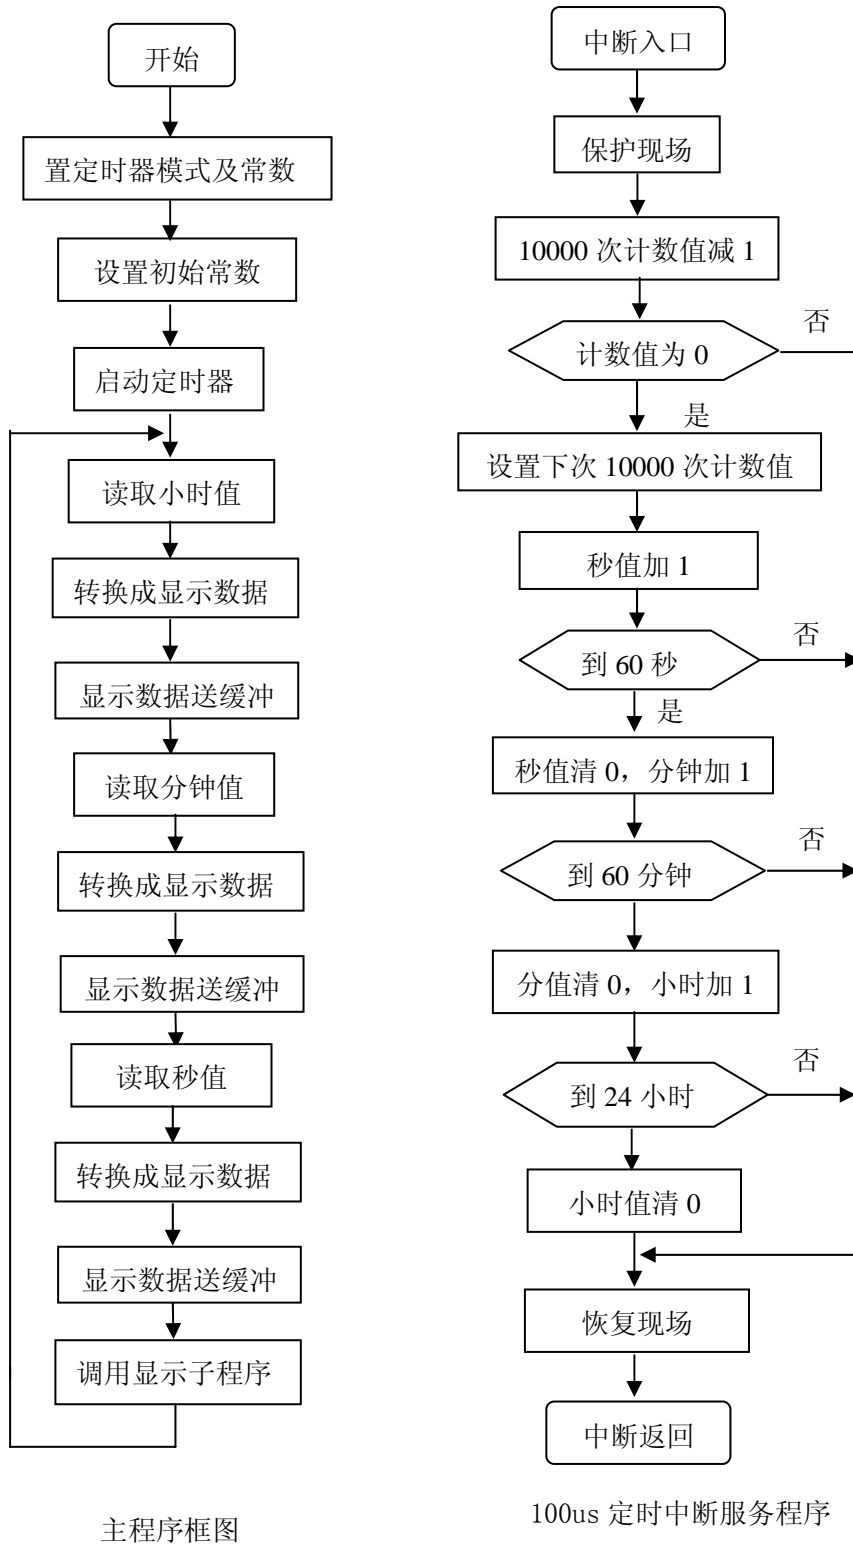 开始
置定时器模式及常数
设置初始常数
启动定时器
读取小时值
转换成显示数据
显示数据送缓冲
读取分钟值
转换成显示数据
显示数据送缓冲
读取秒值
转换成显示数据
显示数据送缓冲
调用显示子程序
主程序框图
中断入口
保护现场
10000 次计数值减 1
计数值为 0
否
是
设置下次 10000 次计数值
秒值加 1
到 60 秒
否
是
秒值清 0，分钟加 1
到 60 分钟
否
分值清 0，小时加 1
到 24 小时
否
小时值清 0
恢复现场
中断返回
100us 定时中断服务程序